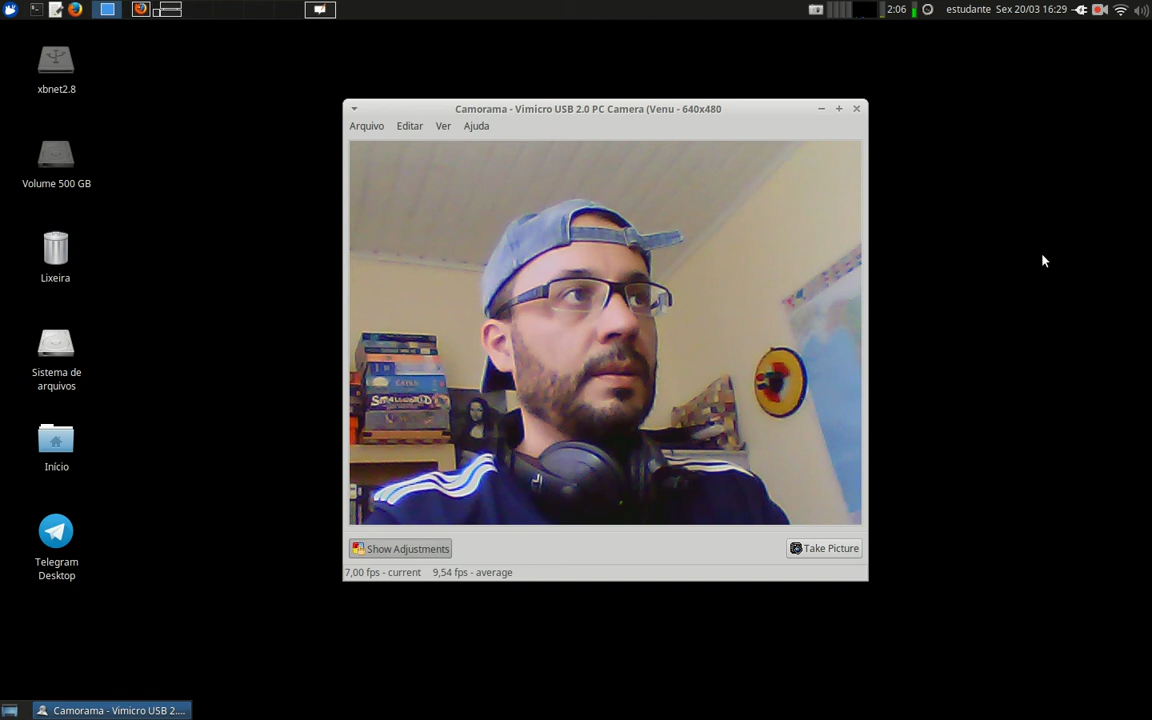 2:06
estudante
Sex 20/03 16:29
xbnet2.8
Volume 500 GB
Lixeira
Sistema de
arquivos
Início
Telegram
Desktop
Camorama - Vimicro USB 2.0 PC Camera (Venu - 640x480
Arquivo Editar Ver Ajuda
SMALLWORLD
Show Adjustments
Take Picture
7,00 fps - current 9,54 fps - average
Camorama - Vimicro USB 2....